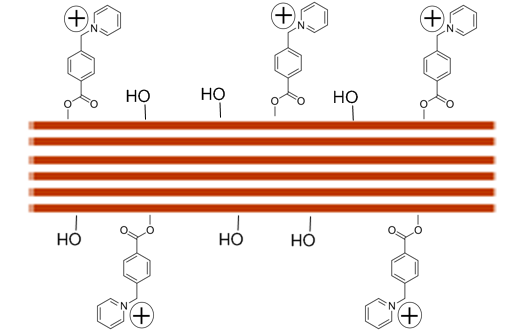 + + +
N N N
HO HO HO
O O O O O O
O O O O
HO HO HO
N N
+ +